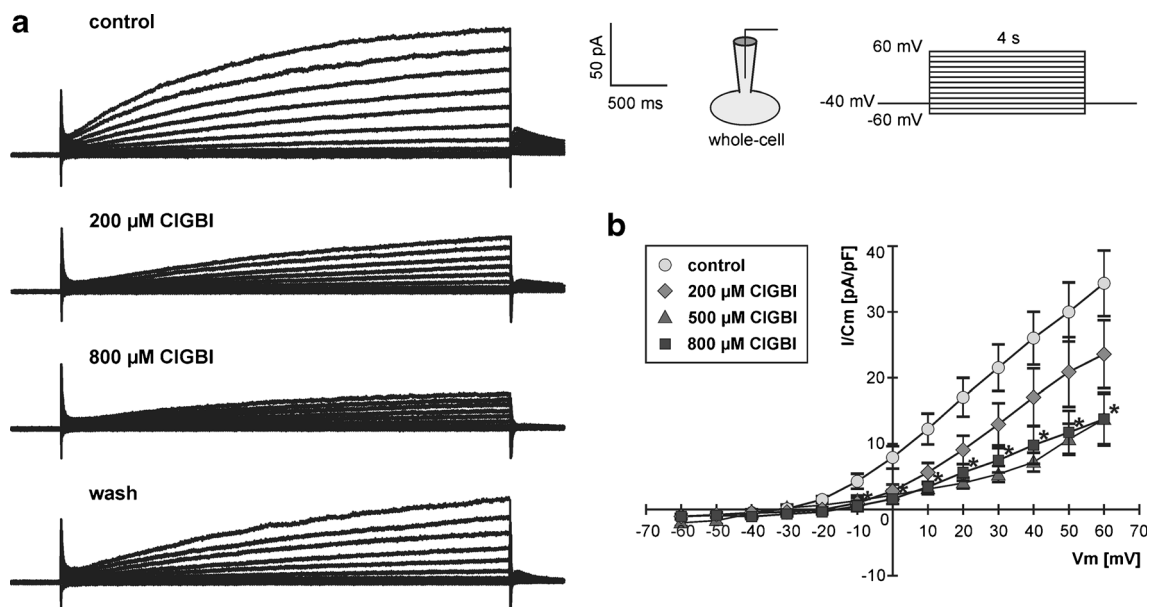 a
control
50 pA
500 ms
whole-cell
4 s
60 mV
-40 mV
-60 mV
200 µM ClGBI
800 µM ClGBI
wash
b
control
200 µM ClGBI
500 µM ClGBI
800 µM ClGBI
I/Cm [pA/pF]
40
30
20
10
0
-10
-70 -60 -50 -40 -30 -20 -10 10 20 30 40 50 60 70
Vm [mV]
* * * * * * * *